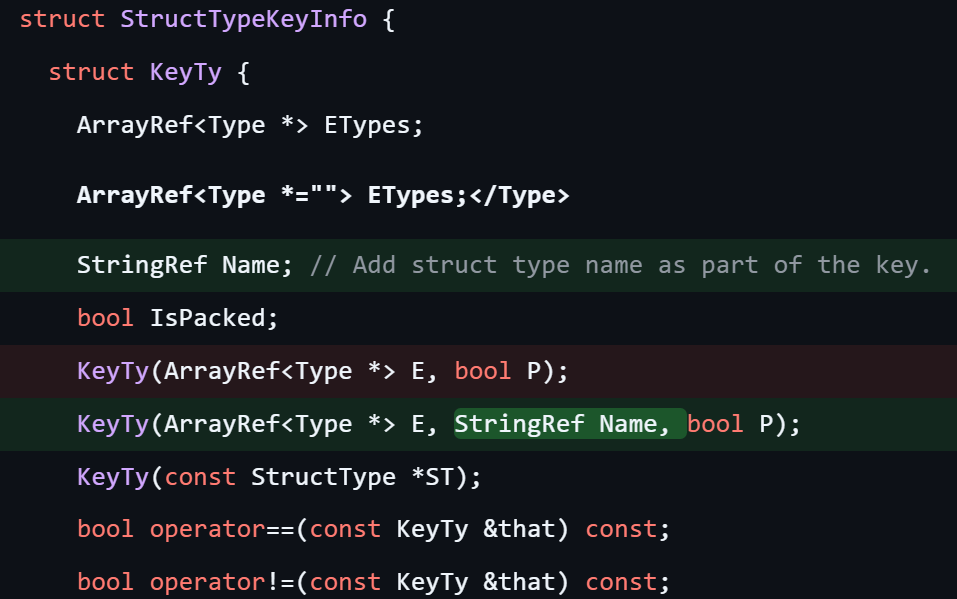 struct StructTypeKeyInfo {
struct KeyTy {
ArrayRef<Type *> ETypes;
ArrayRef<Type *=""> ETypes;</Type>
StringRef Name; // Add struct type name as part of the key.
bool IsPacked;
KeyTy(ArrayRef<Type *> E, bool P);
KeyTy(ArrayRef<Type *> E, StringRef Name, bool P);
KeyTy(const StructType *ST);
bool operator==(const KeyTy &that) const;
bool operator!=(const KeyTy &that) const;